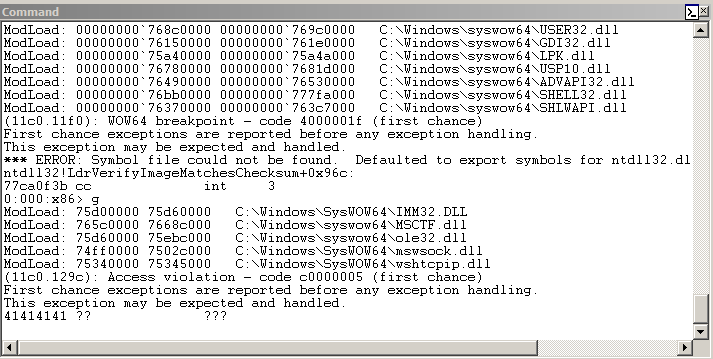 Command
ModLoad: 00000000`768c0000 00000000`769c0000   C:\Windows\syswow64\USER32.dll
ModLoad: 00000000`76150000 00000000`761e0000   C:\Windows\syswow64\GDI32.dll
ModLoad: 00000000`75a40000 00000000`75a4a000   C:\Windows\syswow64\LPK.dll
ModLoad: 00000000`76780000 00000000`7681d000   C:\Windows\syswow64\USP10.dll
ModLoad: 00000000`76490000 00000000`76530000   C:\Windows\syswow64\ADVAPI32.dll
ModLoad: 00000000`76bb0000 00000000`777fa000   C:\Windows\syswow64\SHELL32.dll
ModLoad: 00000000`76370000 00000000`763c7000   C:\Windows\syswow64\SHLWAPI.dll
(11c0.11f0): WOW64 breakpoint - code 4000001f (first chance)
First chance exceptions are reported before any exception handling.
This exception may be expected and handled.
*** ERROR: Symbol file could not be found.  Defaulted to export symbols for ntdll32.dl
ntdll32!LdrVerifyImageMatchesChecksum+0x96c:
77ca0f3b cc              int     3
0:000:x86> g
ModLoad: 75d00000 75d60000   C:\Windows\SysWOW64\IMM32.DLL
ModLoad: 765c0000 7668c000   C:\Windows\syswow64\MSCTF.dll
ModLoad: 75d60000 75ebc000   C:\Windows\syswow64\ole32.dll
ModLoad: 74ff0000 7502c000   C:\Windows\SysWOW64\mswsock.dll
ModLoad: 75340000 75345000   C:\Windows\SysWOW64\wshtcpip.dll
(11c0.129c): Access violation - code c0000005 (first chance)
First chance exceptions are reported before any exception handling.
This exception may be expected and handled.
41414141 ??              ???